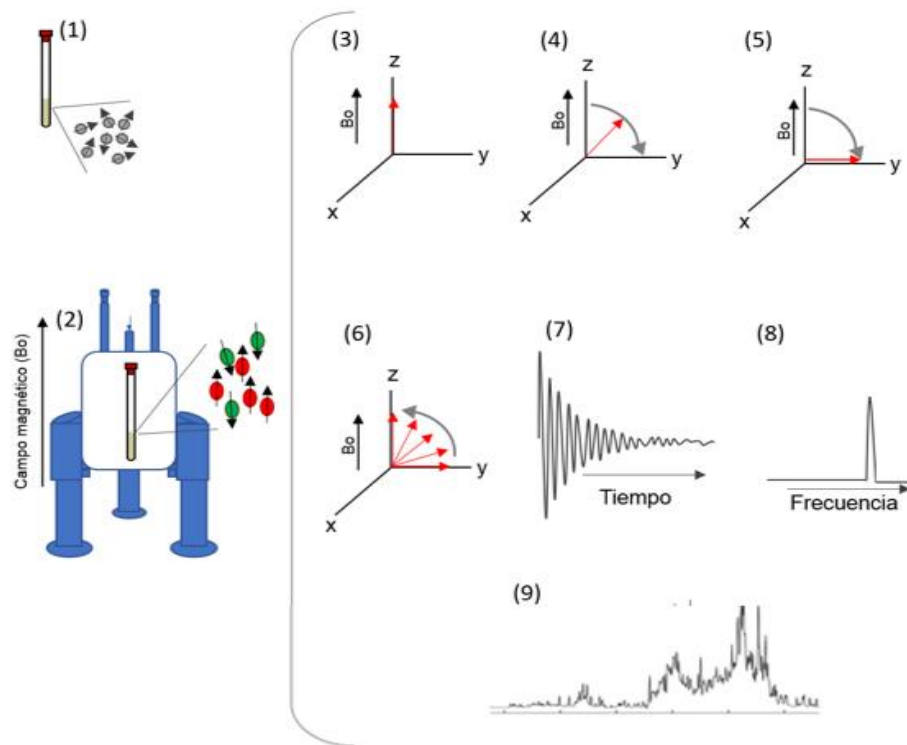 (1)
(2)
Campo magnético (Bo)
(3)
z
Bo
y
x
(4)
z
Bo
y
x
(5)
z
Bo
y
x
(6)
z
Bo
y
x
(7)
Tiempo
(8)
Frecuencia
(9)